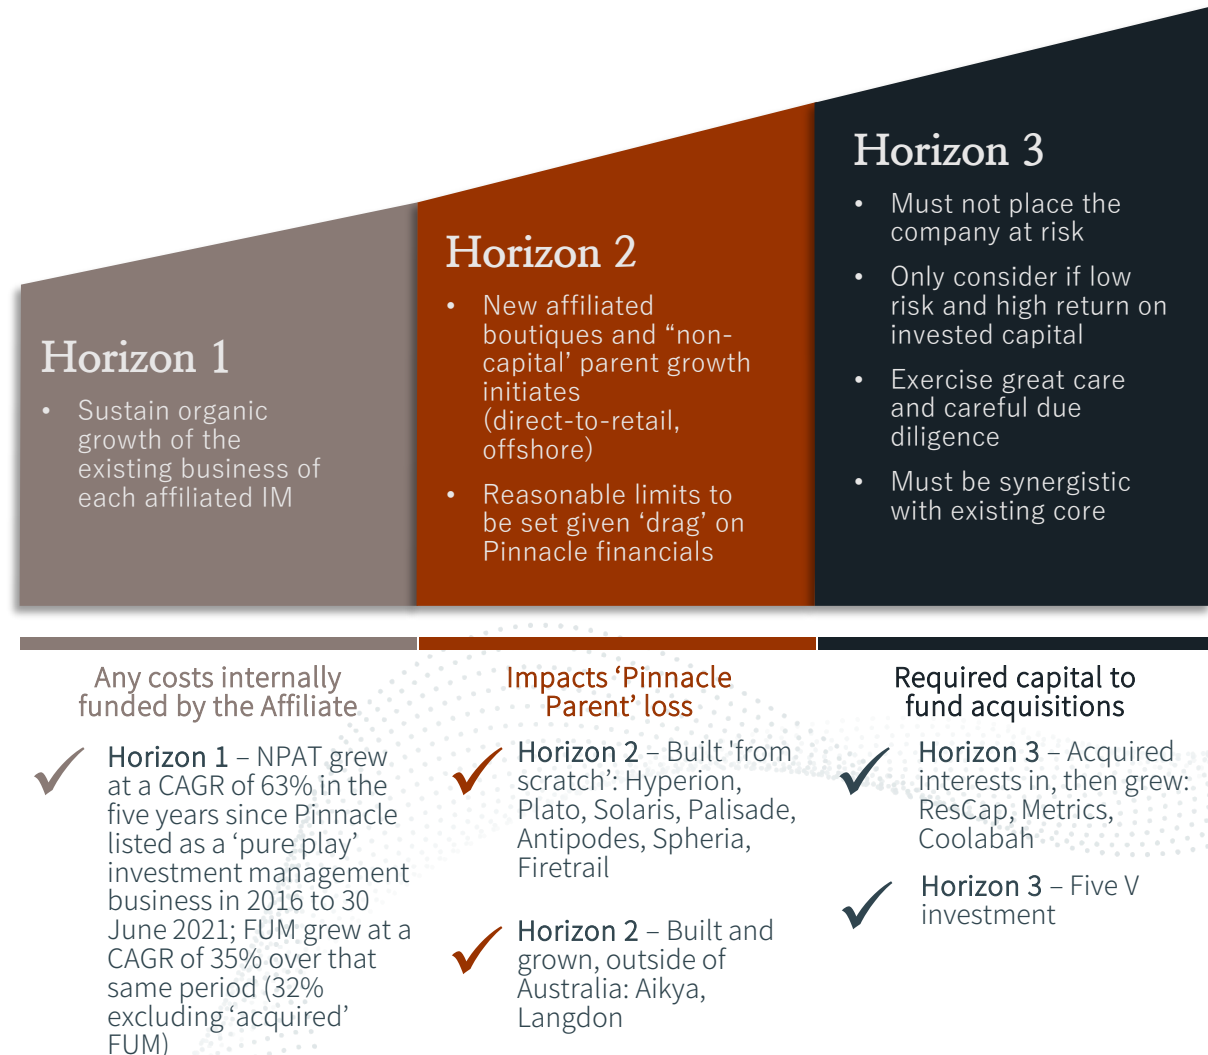 Horizon 1
• Sustain organic
growth of the
existing business of
each affiliated IM
Horizon 2
• New affiliated
boutiques and “non-
capital’ parent growth
initiates
(direct-to-retail,
offshore)
• Reasonable limits to
be set given ‘drag’ on
Pinnacle financials
Horizon 3
• Must not place the
company at risk
• Only consider if low
risk and high return on
invested capital
• Exercise great care
and careful due
diligence
• Must be synergistic
with existing core
Any costs internally
funded by the Affiliate
Horizon 1 – NPAT grew
at a CAGR of 63% in the
five years since Pinnacle
listed as a ‘pure play’
investment management
business in 2016 to 30
June 2021; FUM grew at a
CAGR of 35% over that
same period (32%
excluding ‘acquired’
FUM)
Impacts ‘Pinnacle
Parent’ loss
Horizon 2 – Built 'from
scratch’: Hyperion,
Plato, Solaris, Palisade,
Antipodes, Spheria,
Firetrail
Horizon 2 – Built and
grown, outside of
Australia: Aikya,
Langdon
Required capital to
fund acquisitions
Horizon 3 – Acquired
interests in, then grew:
ResCap, Metrics,
Coolabah
Horizon 3 – Five V
investment